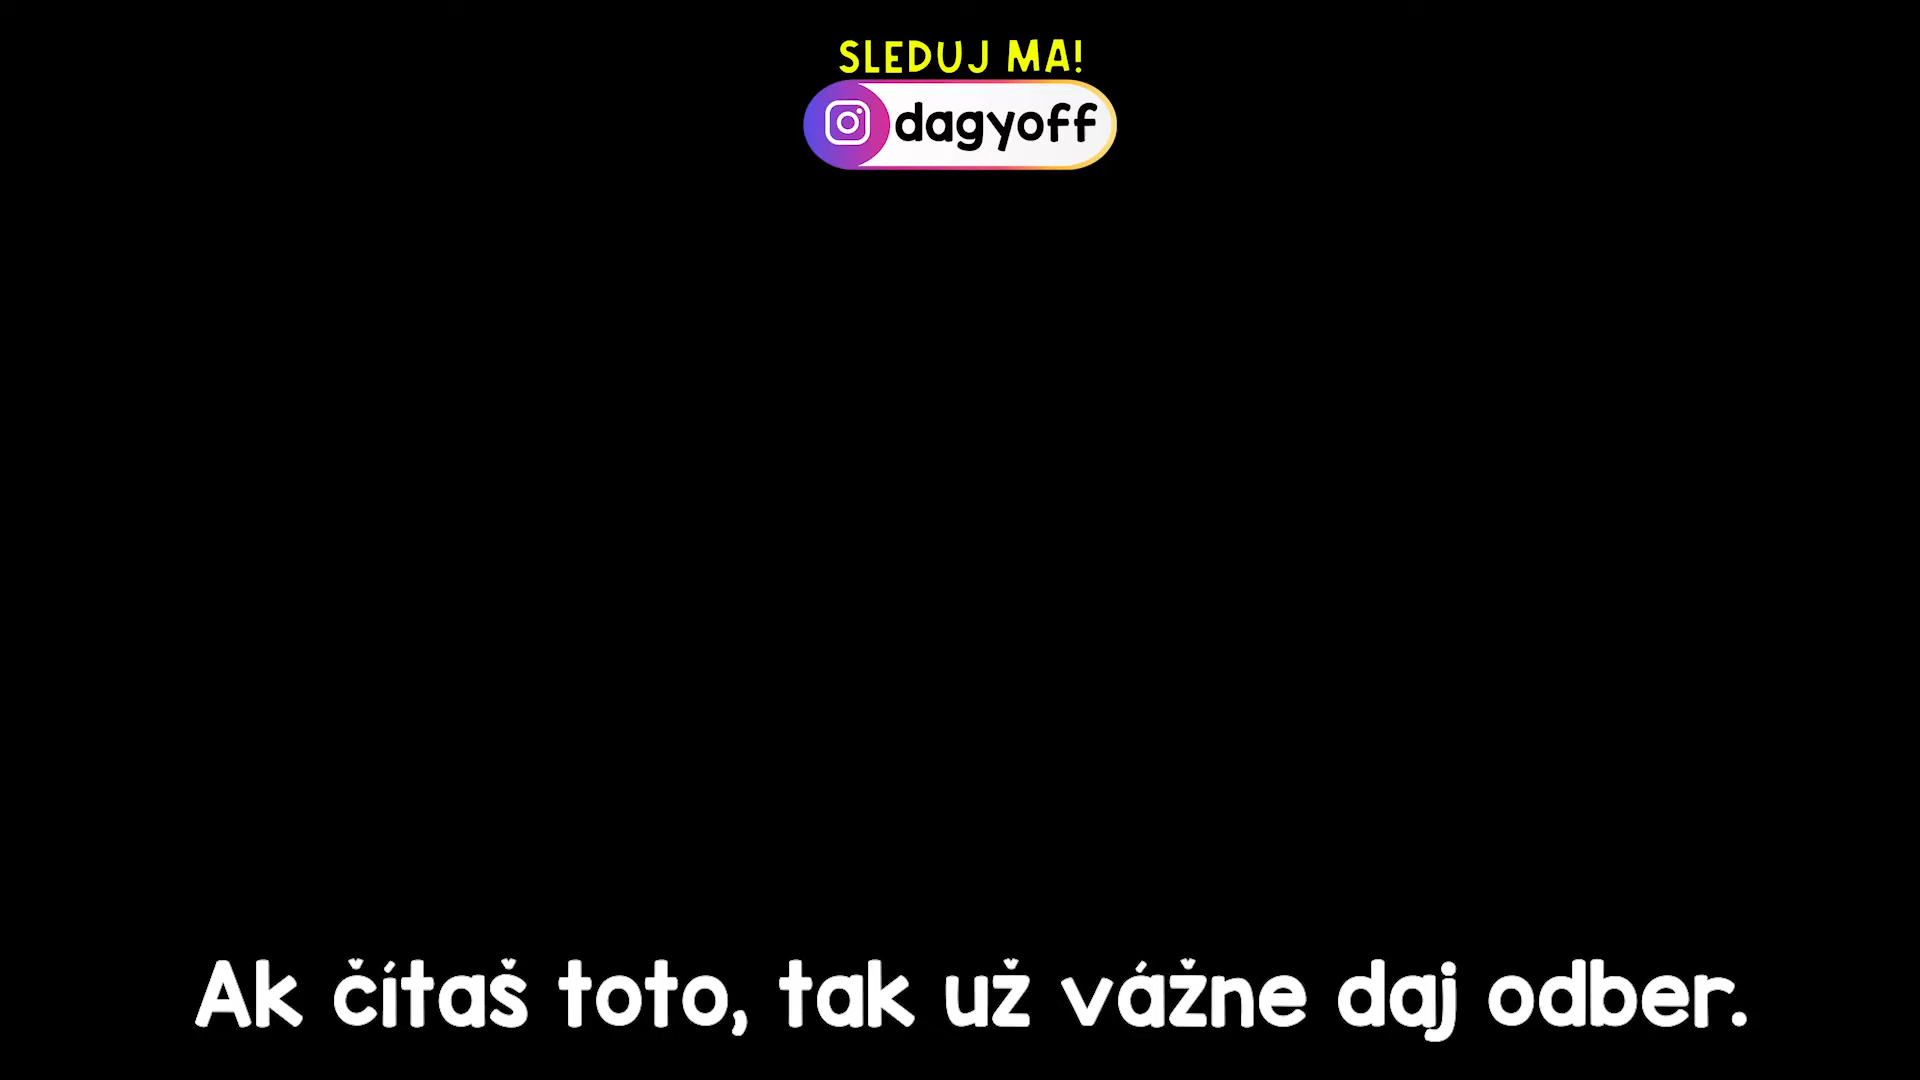 SLEDUJ MA!
dagyoff
Ak čítaš toto, tak už vážne daj odber.